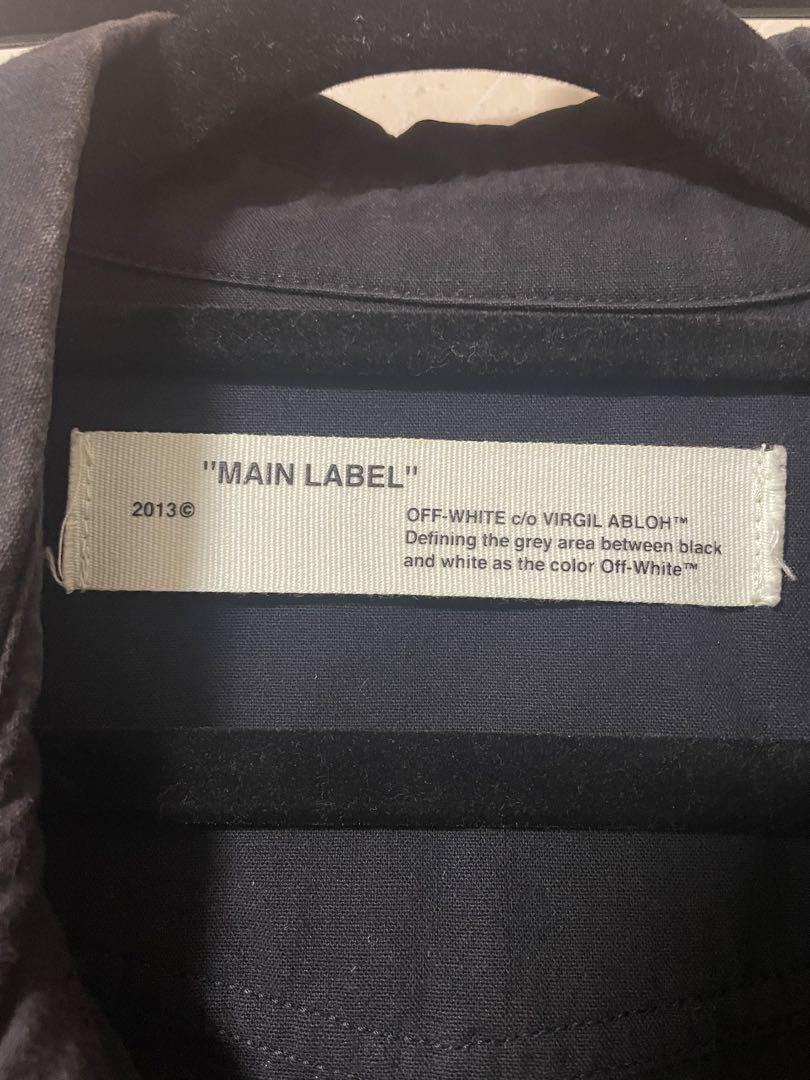 "MAIN LABEL"
2013©
OFF-WHITE c/o VIRGIL ABLOH™
Defining the grey area between black
and white as the color Off-White™